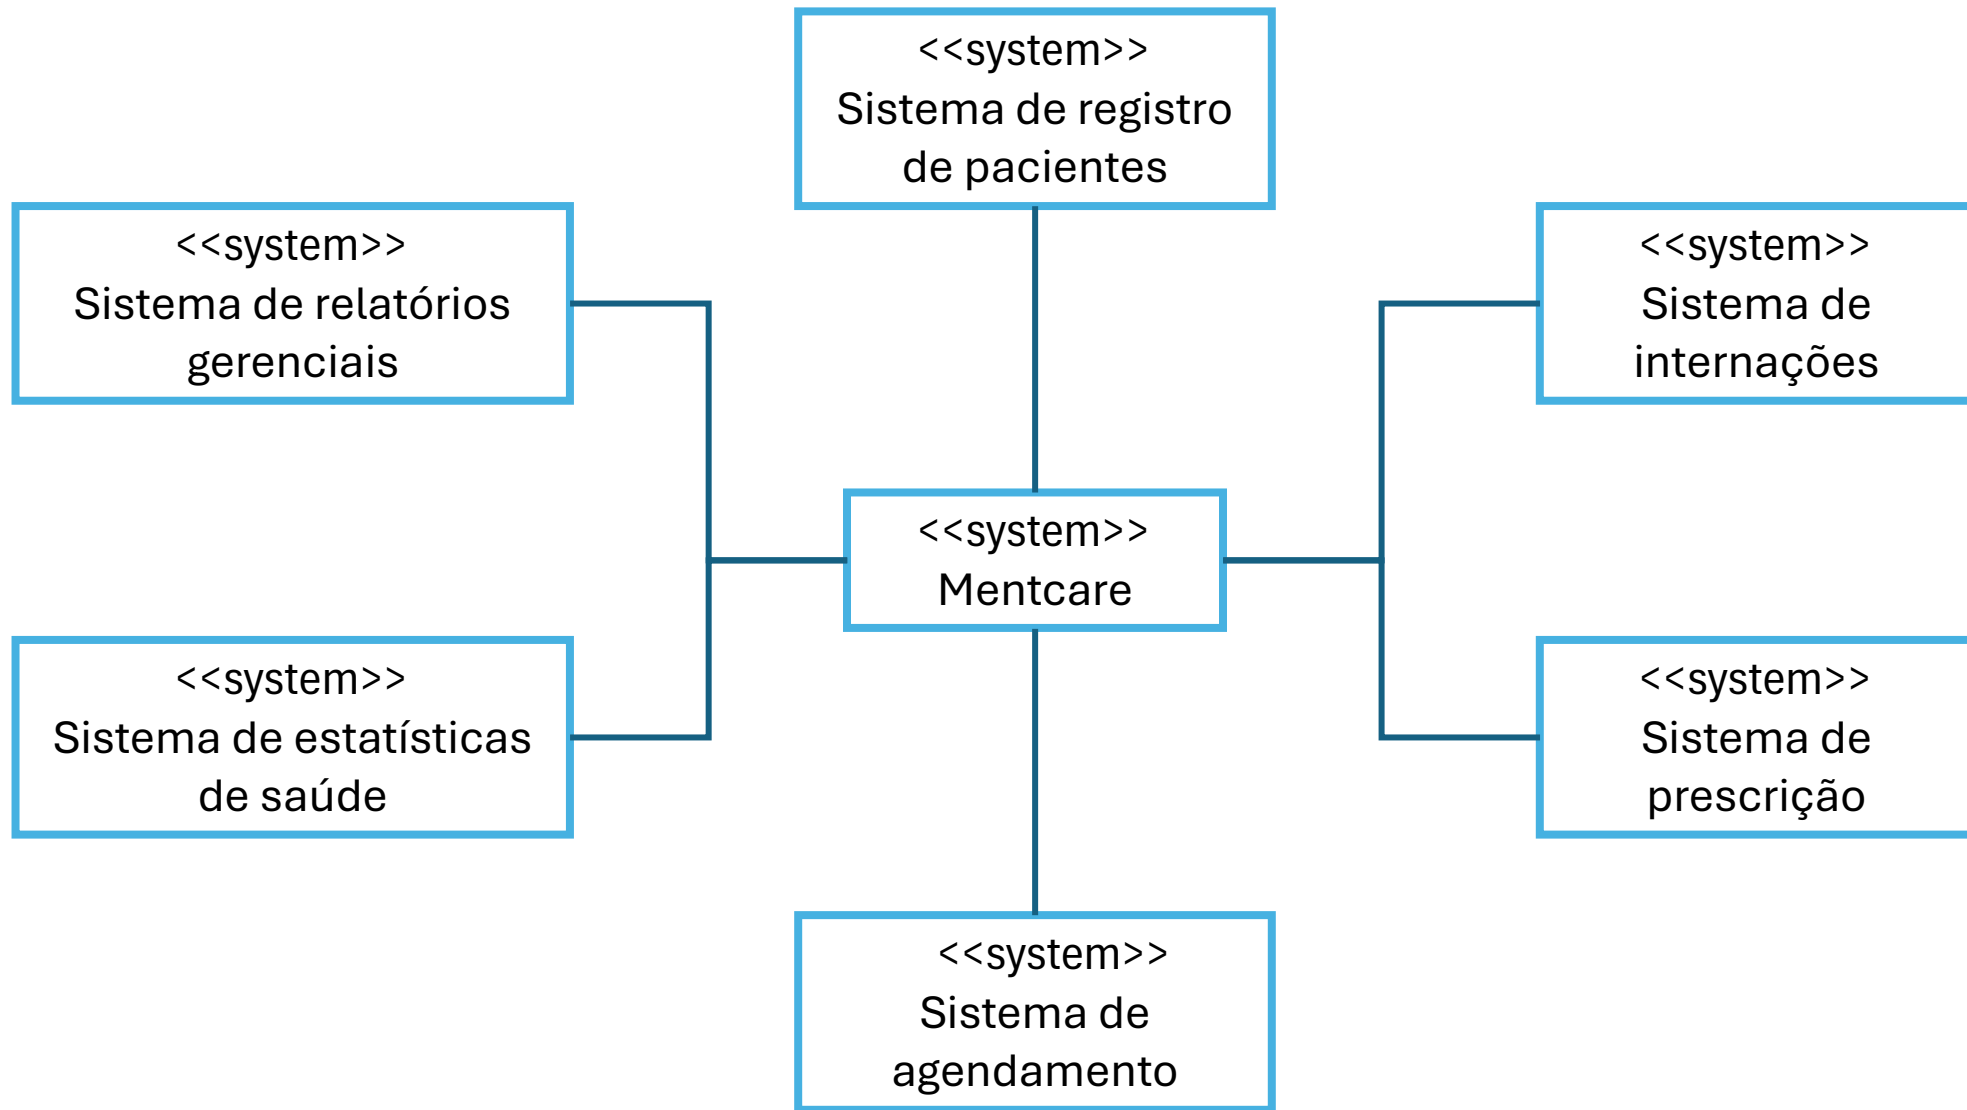 <<system>>
Sistema de registro
de pacientes
<<system>>
Sistema de relatórios
gerenciais
<<system>>
Sistema de
internações
<<system>>
Mentcare
<<system>>
Sistema de estatísticas
de saúde
<<system>>
Sistema de
prescrição
<<system>>
Sistema de
agendamento